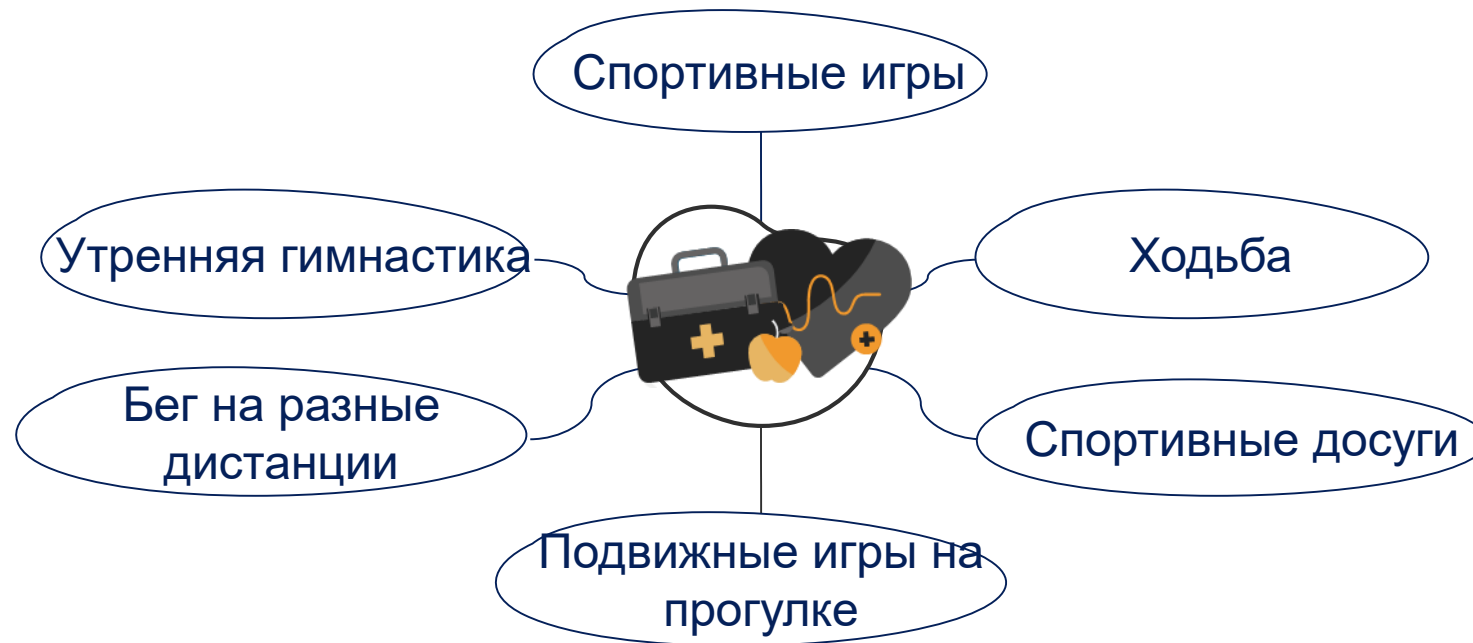 Спортивные игры
Утренняя гимнастика
Ходьба
Бег на разные
дистанции
Спортивные досуги
Подвижные игры на
прогулке